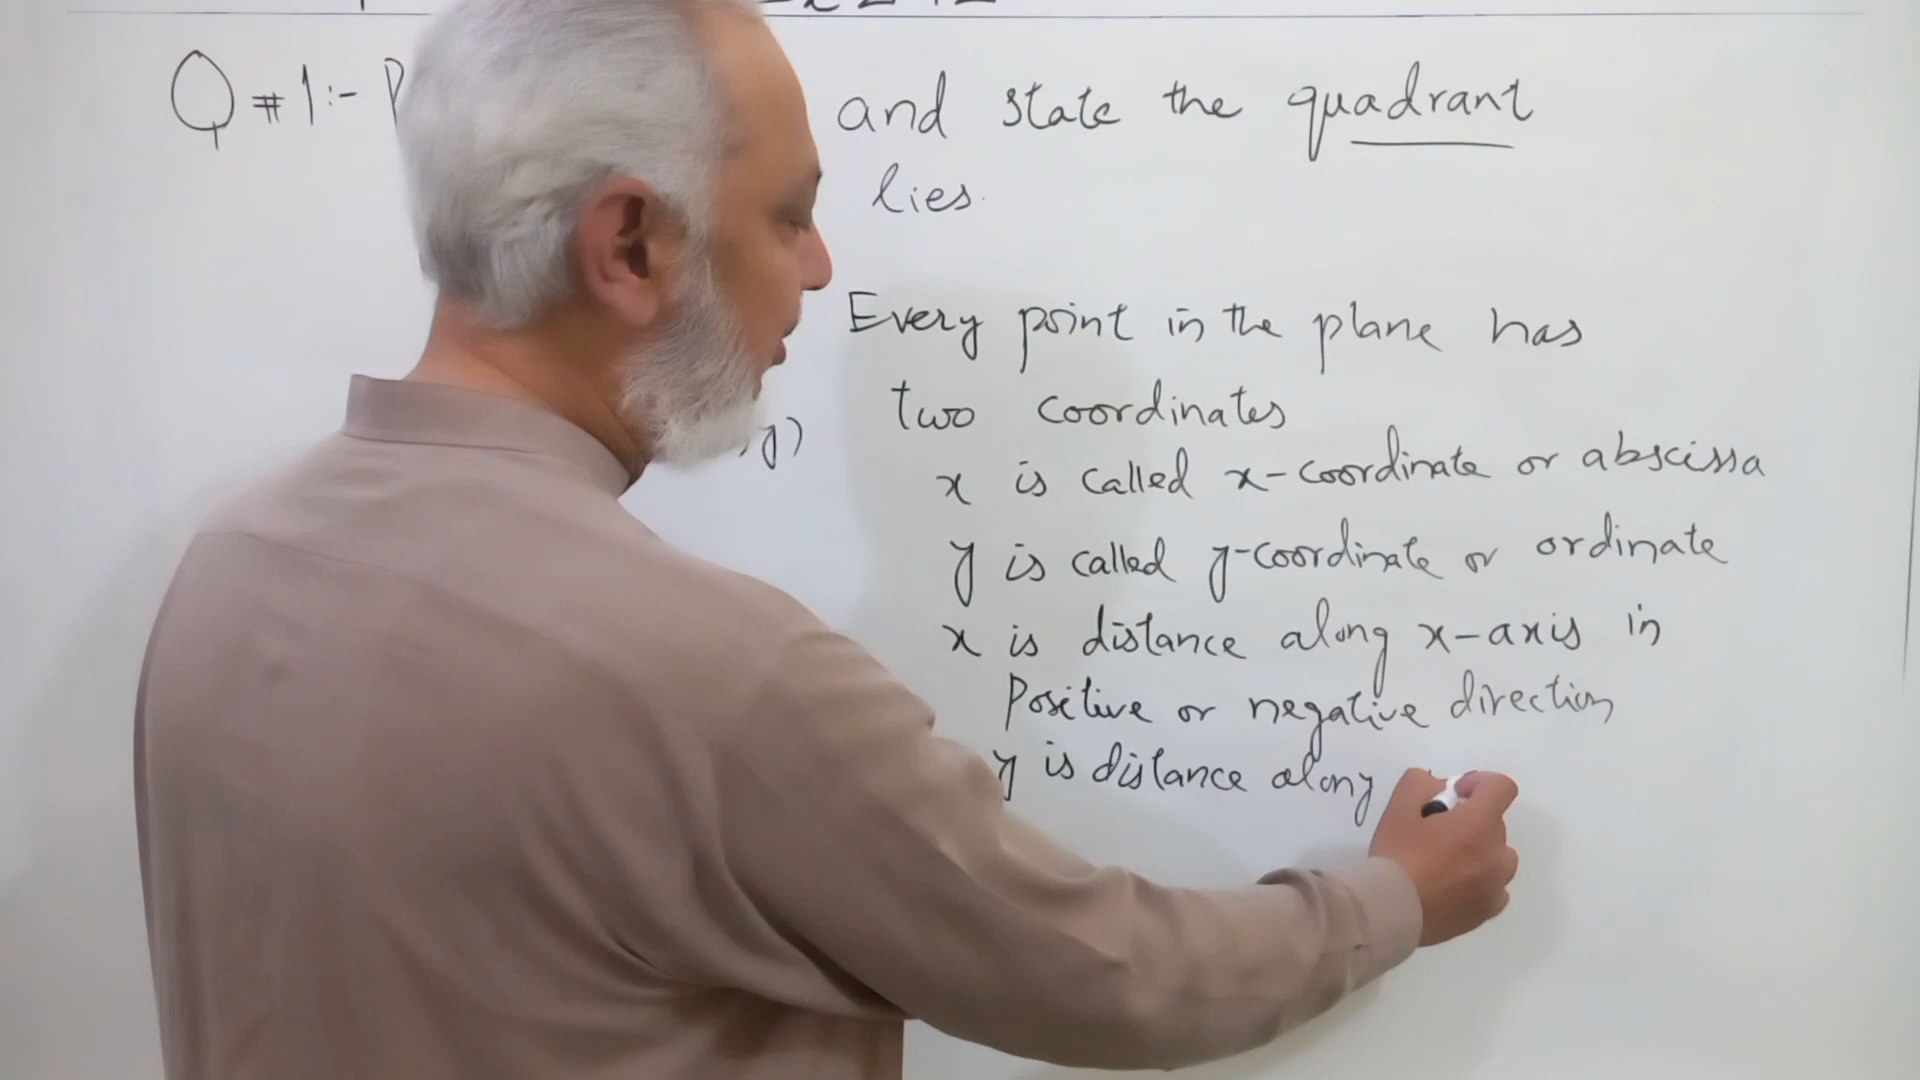 Q # 1:- P and state the quadrant
lies.
Every point in the plane has
two coordinates
y)
x is called x-coordinate or abscissa
y is called y-coordinate or ordinate
x is distance along x-axis in
Positive or negative direction
y is distance along